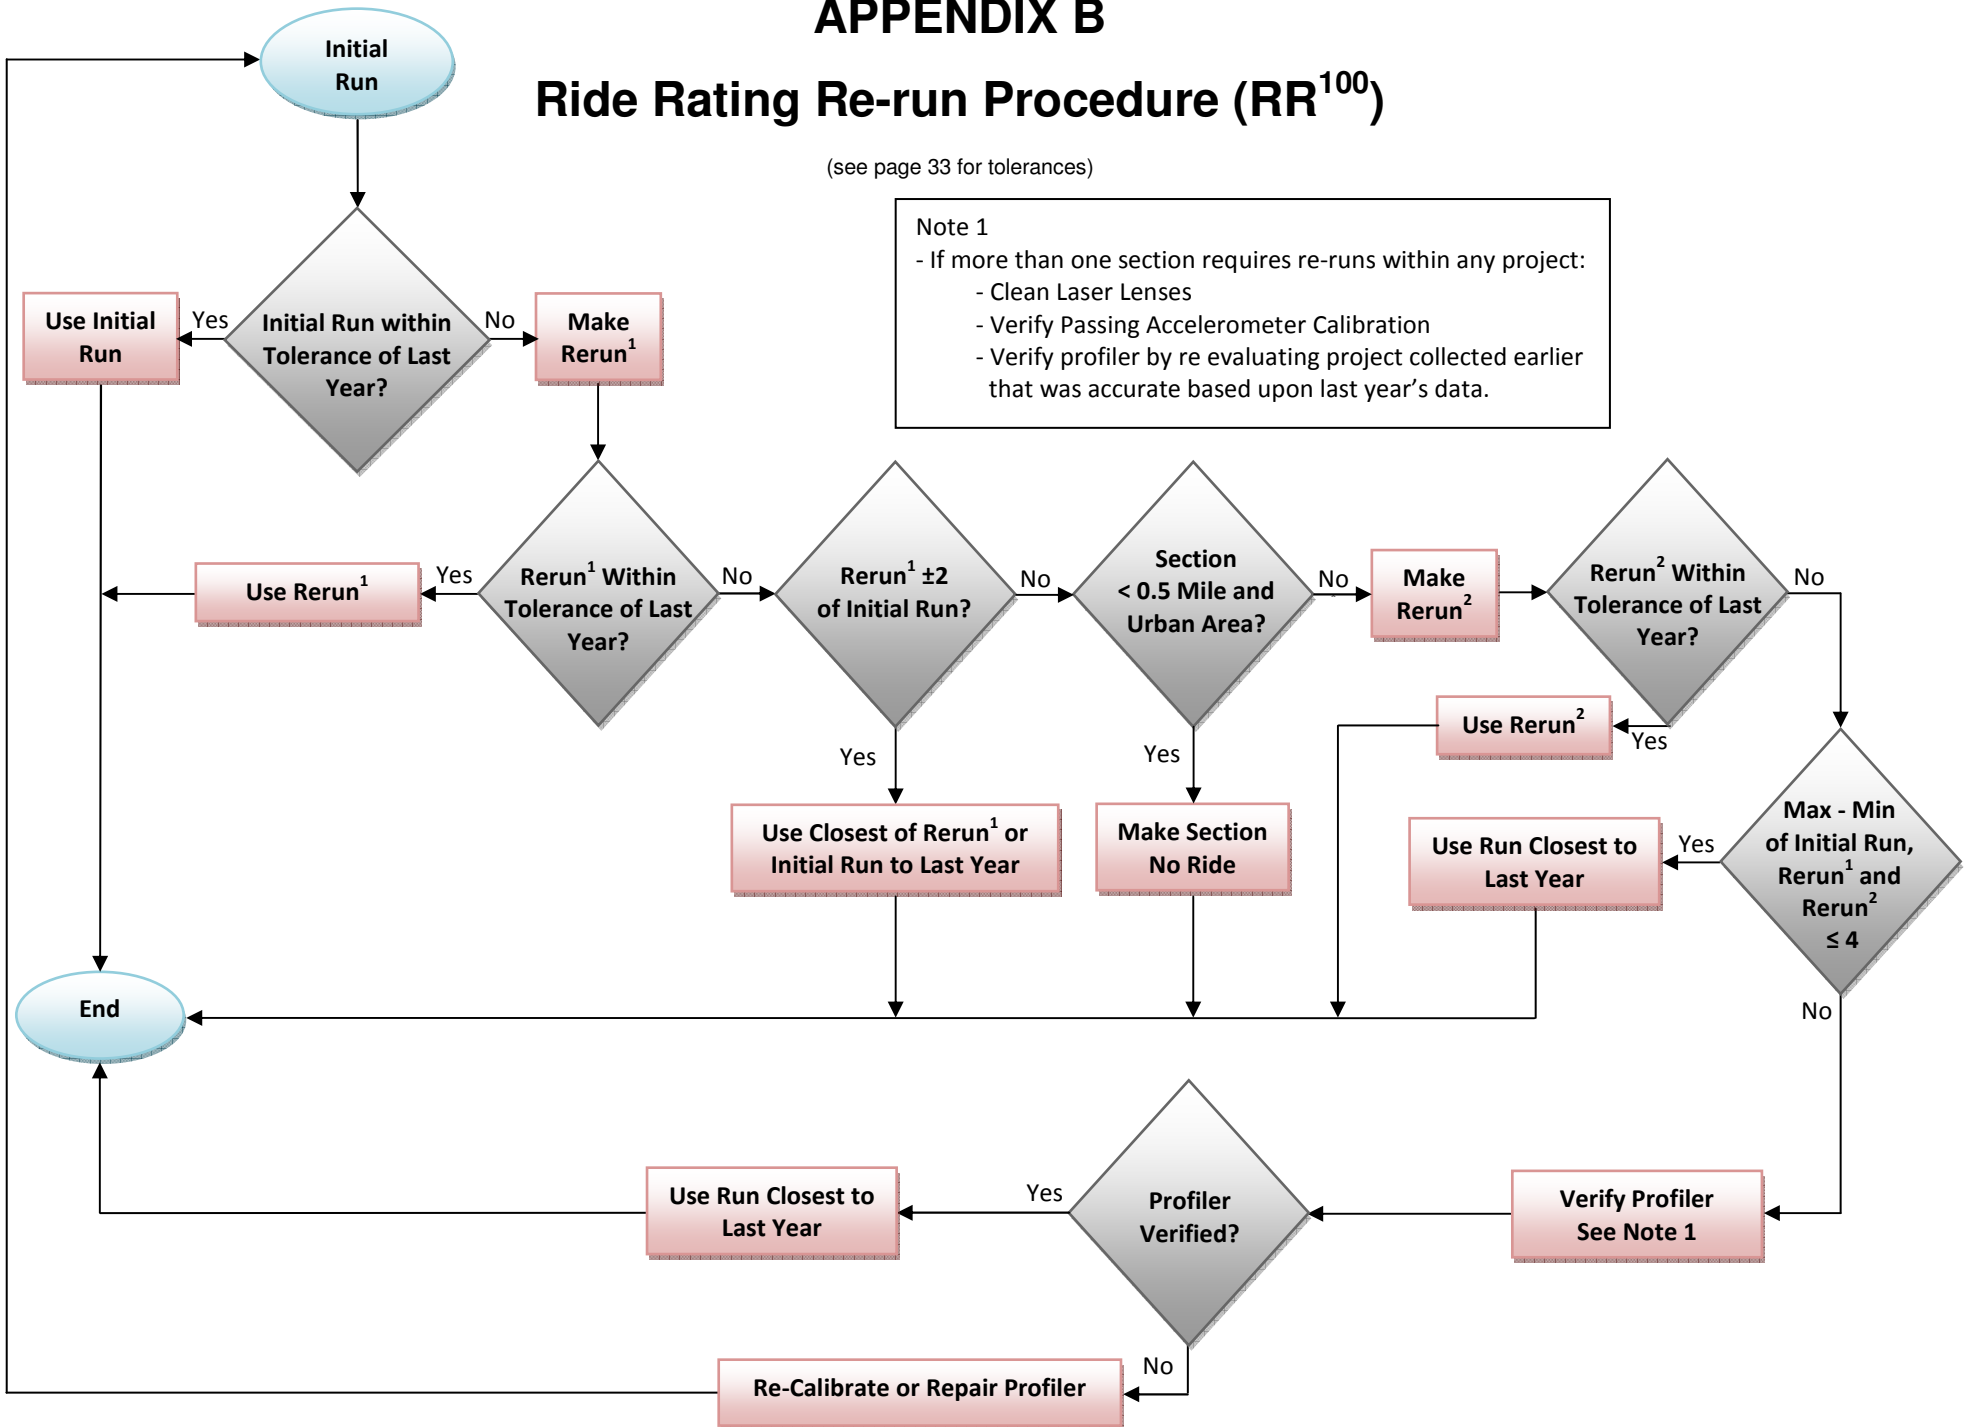 APPENDIX B
Ride Rating Re-run Procedure (RR¹⁰⁰)
(see page 33 for tolerances)
Initial
Run
Note 1
- If more than one section requires re-runs within any project:
- Clean Laser Lenses
- Verify Passing Accelerometer Calibration
- Verify profiler by re evaluating project collected earlier
that was accurate based upon last year's data.
Use Initial
Run
Yes
Initial Run within
Tolerance of Last
Year?
No
Make
Rerun¹
Use Rerun¹
Yes
Rerun¹ Within
Tolerance of Last
Year?
No
Rerun¹ ±2
of Initial Run?
No
Section
< 0.5 Mile and
Urban Area?
No
Make
Rerun²
Rerun² Within
Tolerance of Last
Year?
No
Use Rerun²
Yes
Yes
Yes
Use Closest of Rerun¹ or
Initial Run to Last Year
Make Section
No Ride
Use Run Closest to
Last Year
Yes
Max - Min
of Initial Run,
Rerun¹ and
Rerun²
≤ 4
No
End
Use Run Closest to
Last Year
Yes
Profiler
Verified?
Verify Profiler
See Note 1
No
Re-Calibrate or Repair Profiler